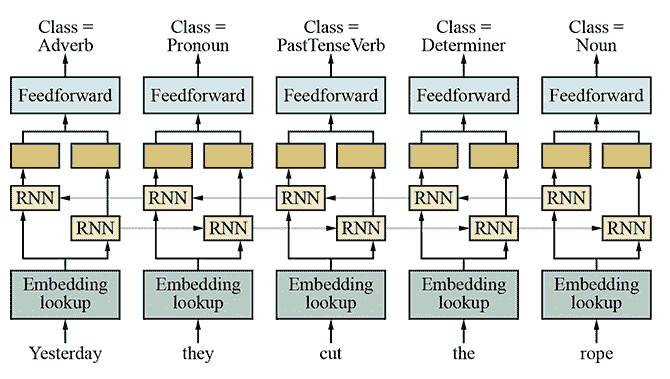 Class = Class = Class = Class = Class =
Adverb Pronoun PastTenseVerb Determiner Noun
Feedforward Feedforward Feedforward Feedforward Feedforward
RNN RNN RNN RNN RNN
RNN RNN RNN RNN RNN
Embedding Embedding Embedding Embedding Embedding
lookup lookup lookup lookup lookup
Yesterday they cut the rope